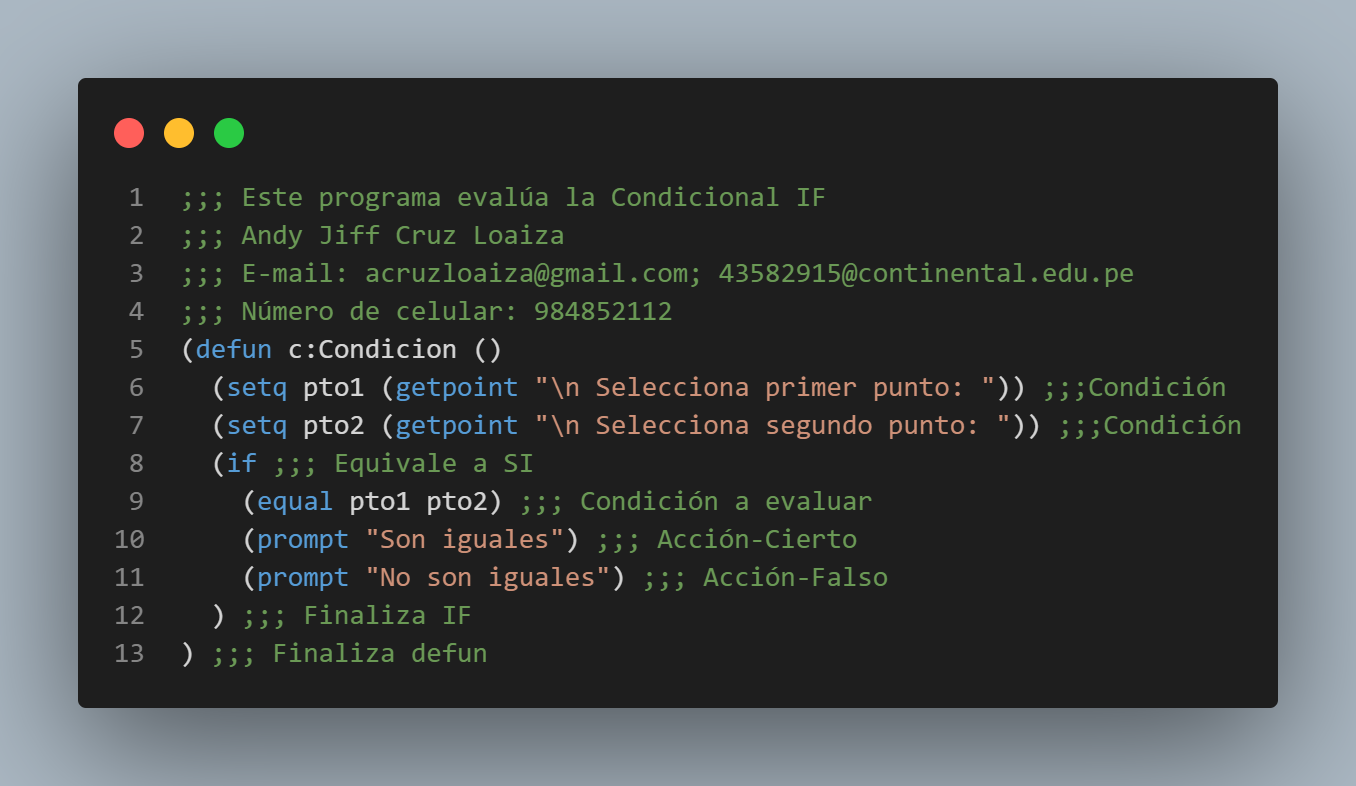 1 ;;; Este programa evalúa la Condicional IF
2 ;;; Andy Jiff Cruz Loaiza
3 ;;; E-mail: acruzloaiza@gmail.com; 43582915@continental.edu.pe
4 ;;; Número de celular: 984852112
5 (defun c:Condicion ()
6   (setq pto1 (getpoint "\n Selecciona primer punto: ")) ;;;Condición
7   (setq pto2 (getpoint "\n Selecciona segundo punto: ")) ;;;Condición
8   (if ;;; Equivale a SI
9     (equal pto1 pto2) ;;; Condición a evaluar
10     (prompt "Son iguales") ;;; Acción-Cierto
11     (prompt "No son iguales") ;;; Acción-Falso
12   ) ;;; Finaliza IF
13 ) ;;; Finaliza defun